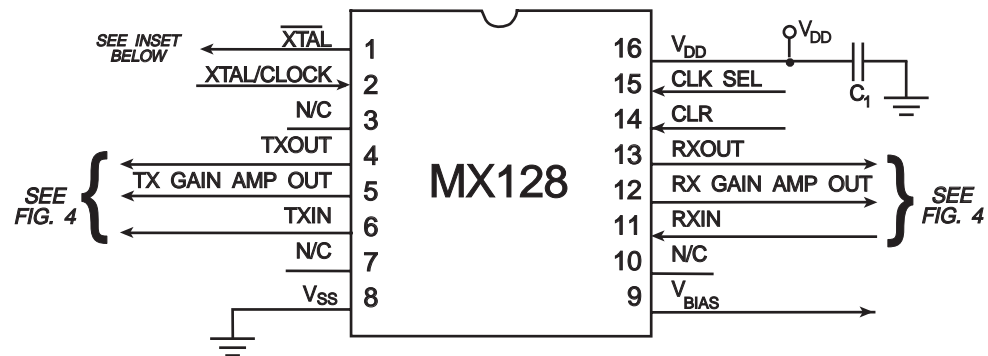 SEE INSET
BELOW
XTAL
XTAL/CLOCK
N/C
TXOUT
TX GAIN AMP OUT
TXIN
N/C
VSS
SEE
FIG. 4
1
2
3
4
5
6
7
8
MX128
16
15
14
13
12
11
10
9
VDD
CLK SEL
CLR
RXOUT
RX GAIN AMP OUT
RXIN
N/C
VBIAS
VDD
C1
SEE
FIG. 4